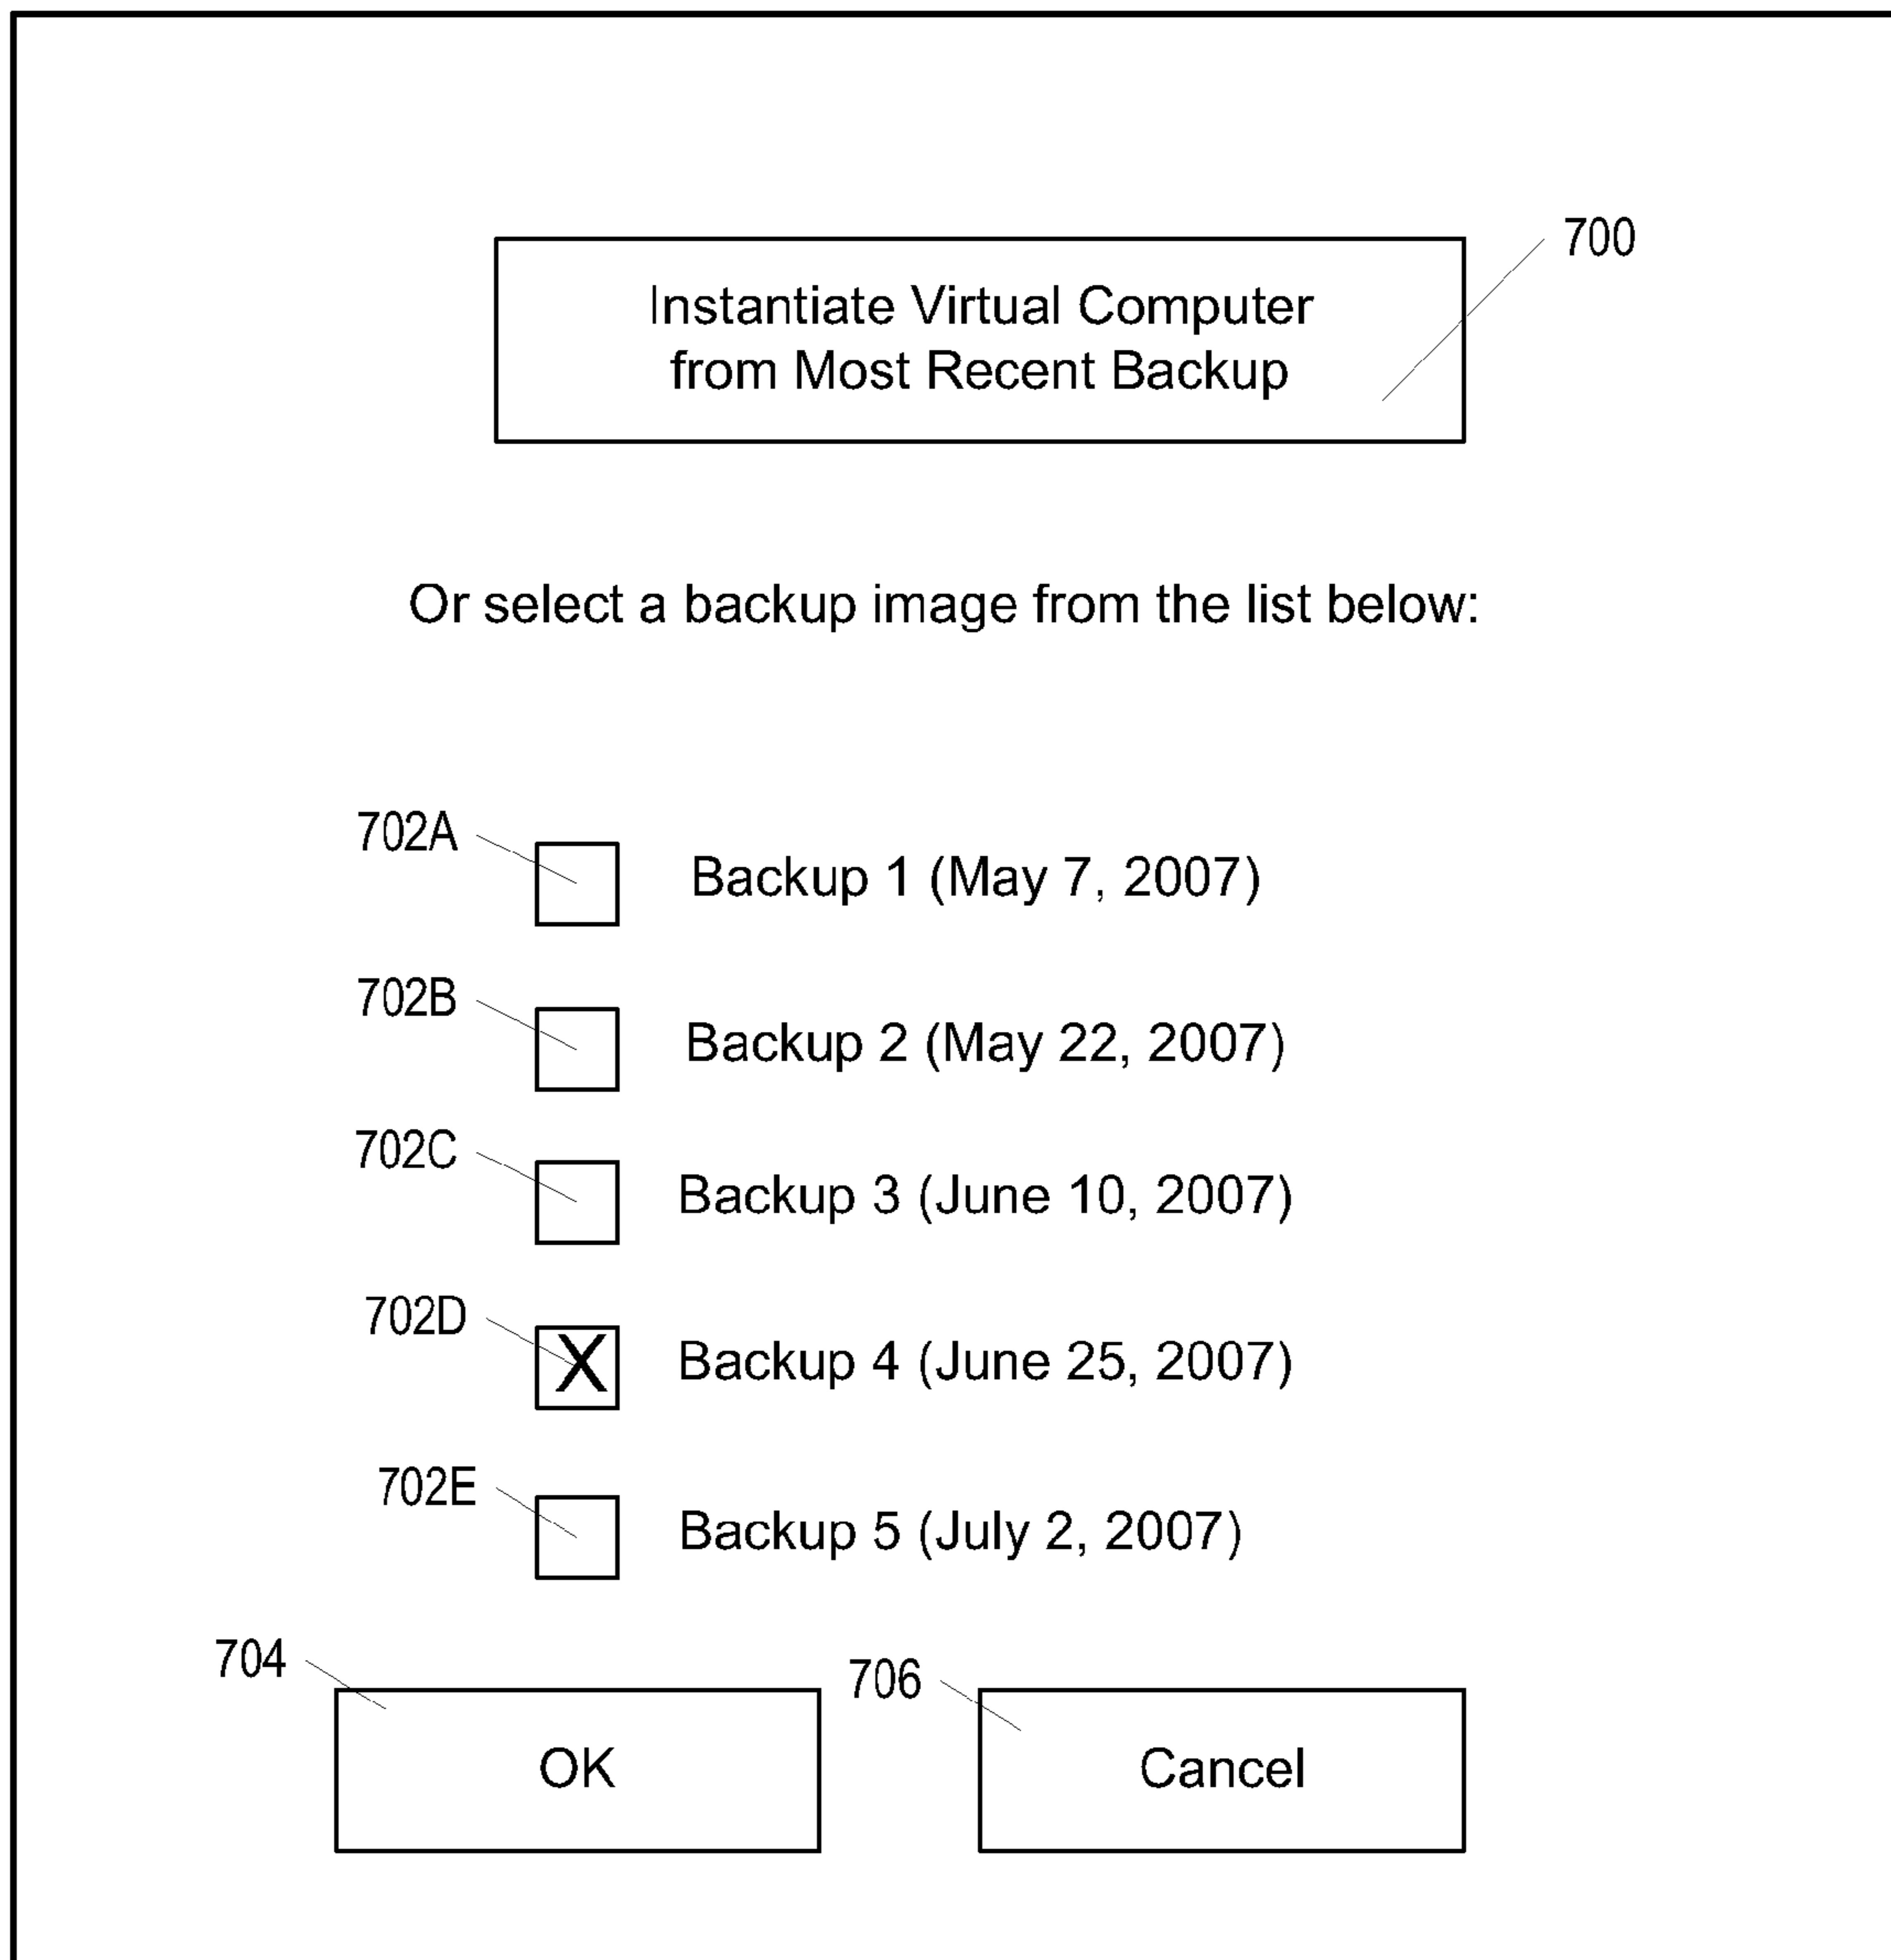 700
Instantiate Virtual Computer
from Most Recent Backup
Or select a backup image from the list below:
702A
Backup 1 (May 7, 2007)
702B
Backup 2 (May 22, 2007)
702C
Backup 3 (June 10, 2007)
702D
X
Backup 4 (June 25, 2007)
702E
Backup 5 (July 2, 2007)
704
OK
706
Cancel